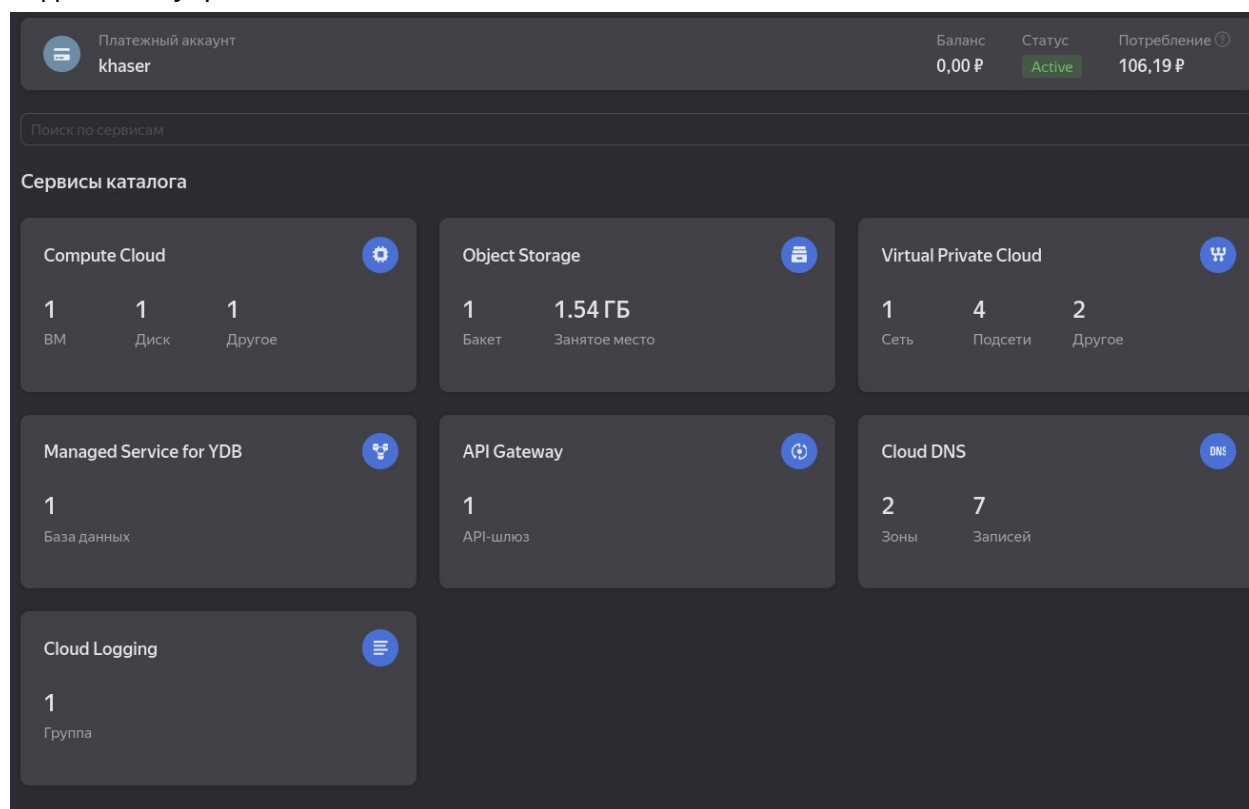 Платежный аккаунт
khaser
Баланс
0,00 ₽
Статус
Active
Потребление
106,19 ₽
Поиск по сервисам
Сервисы каталога
Compute Cloud
1 1 1
ВМ Диск Другое
Object Storage
1 1.54 ГБ
Бакет Занятое место
Virtual Private Cloud
1 4 2
Сеть Подсети Другое
Managed Service for YDB
1
База данных
API Gateway
1
API-шлюз
Cloud DNS
DNS
2 7
Зоны Записей
Cloud Logging
1
Группа